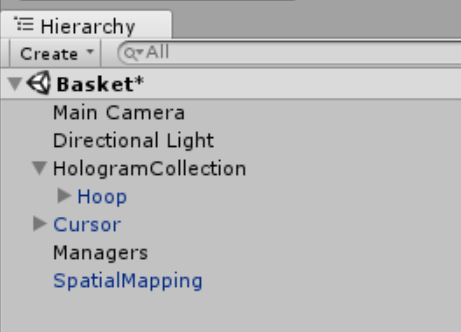 Hierarchy
Create All
Basket*
Main Camera
Directional Light
HologramCollection
Hoop
Cursor
Managers
SpatialMapping